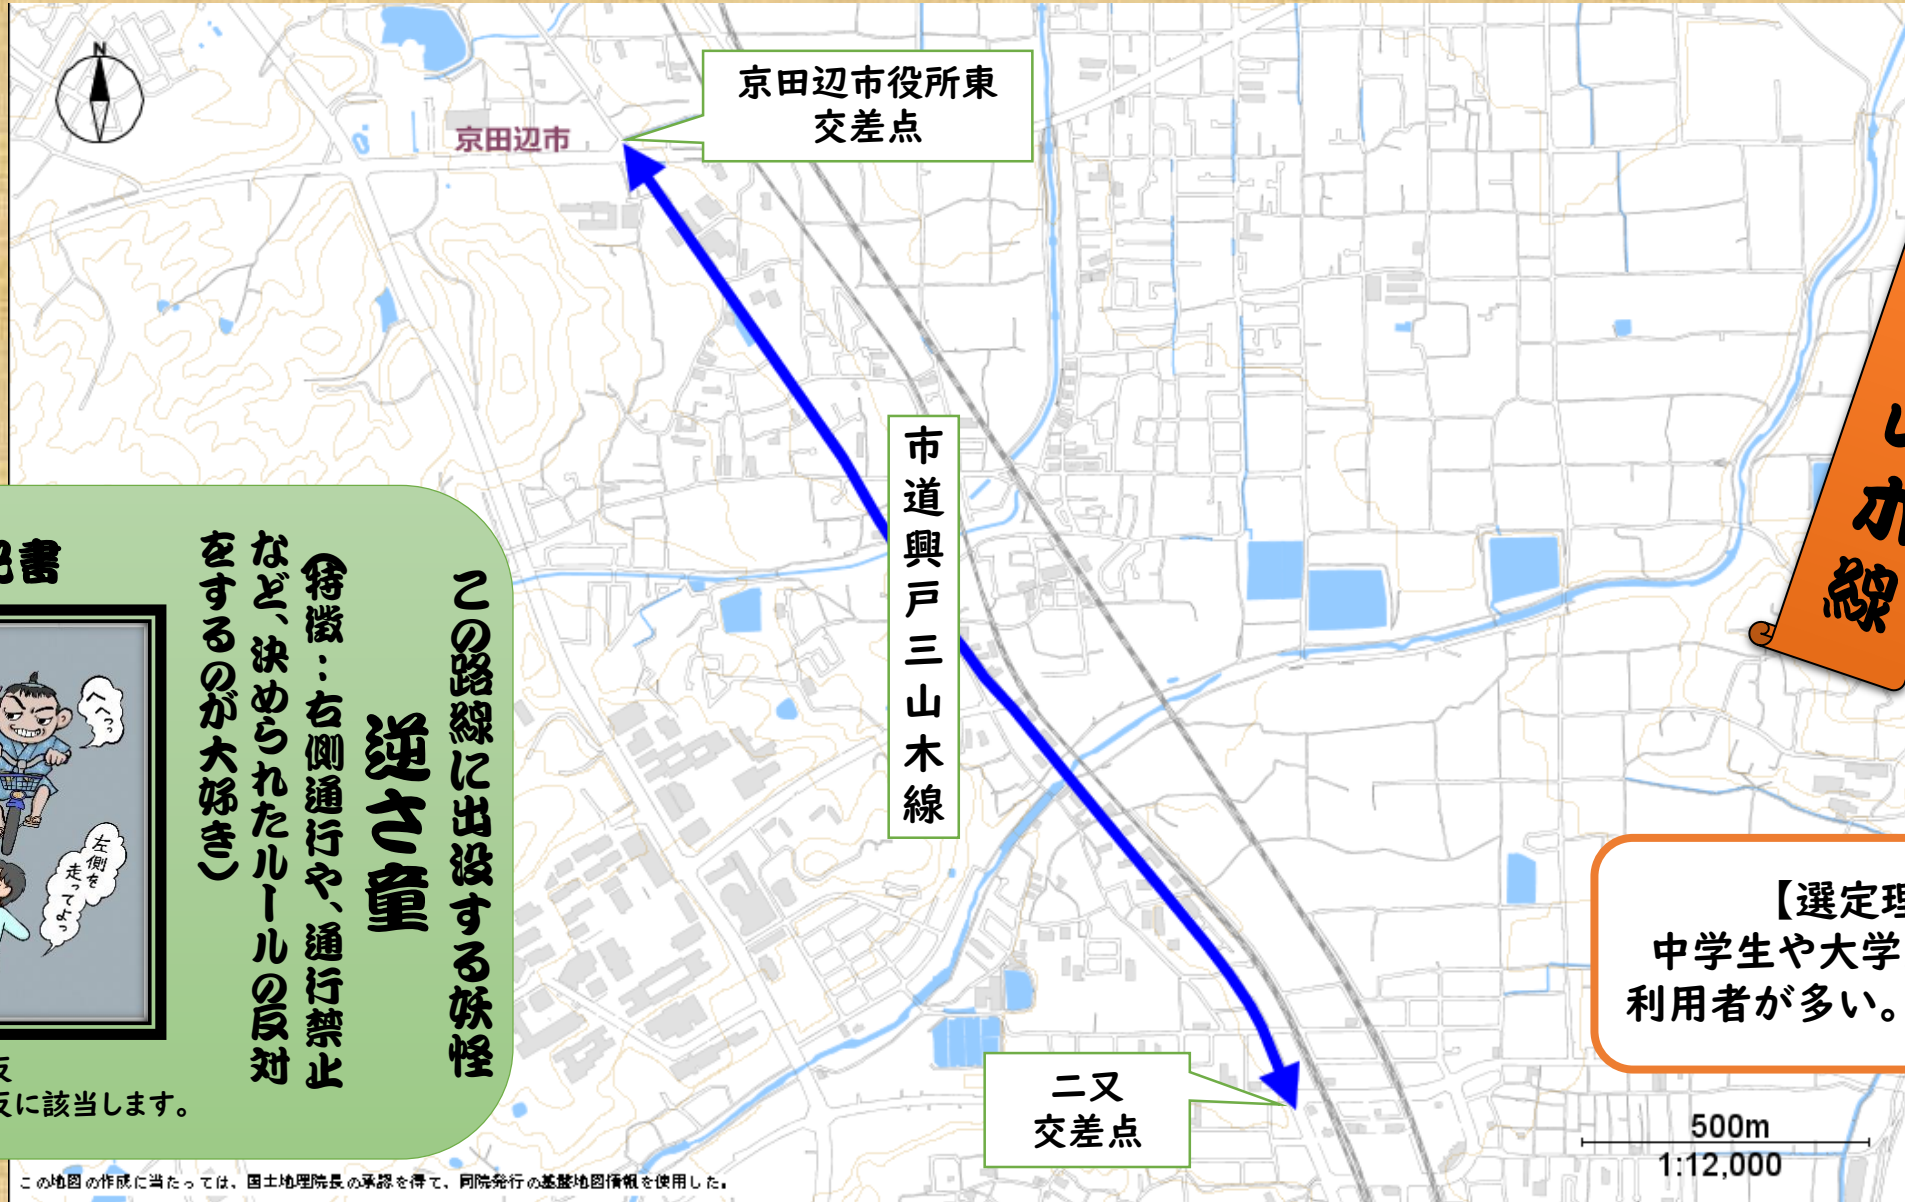 N
京田辺市役所東
交差点
京田辺市
市道興戸三山木線
木
線
書
この路線に出没する妖怪
逆さ童
（特徴：右側通行や、通行禁止
など、決められたルールの反対
をするのが大好き）
へへっ
左側を
走ってよっ
反に該当します。
【選定理
中学生や大学
利用者が多い。
二又
交差点
500m
1:12,000
この地図の作成に当たっては、国土地理院長の承認を得て、同院発行の基盤地図情報を使用した。